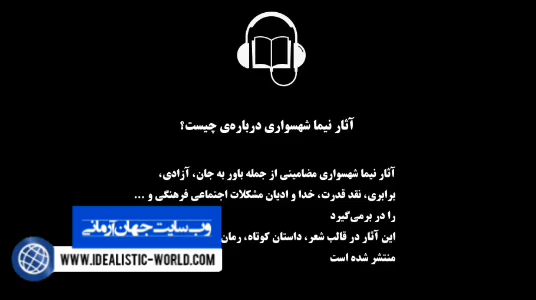 آثار نیما شهسواری درباره‌ی چیست؟
آثار نیما شهسواری مضامینی از جمله باور به جان، آزادی،
برابری، نقد قدرت، خدا و ادیان مشکلات اجتماعی فرهنگی و ...
را در برمی‌گیرد
این آثار در قالب شعر، داستان کوتاه، رمان
منتشر شده است
وب سایت جهان آرمانی
WWW.IDEALISTIC-WORLD.COM